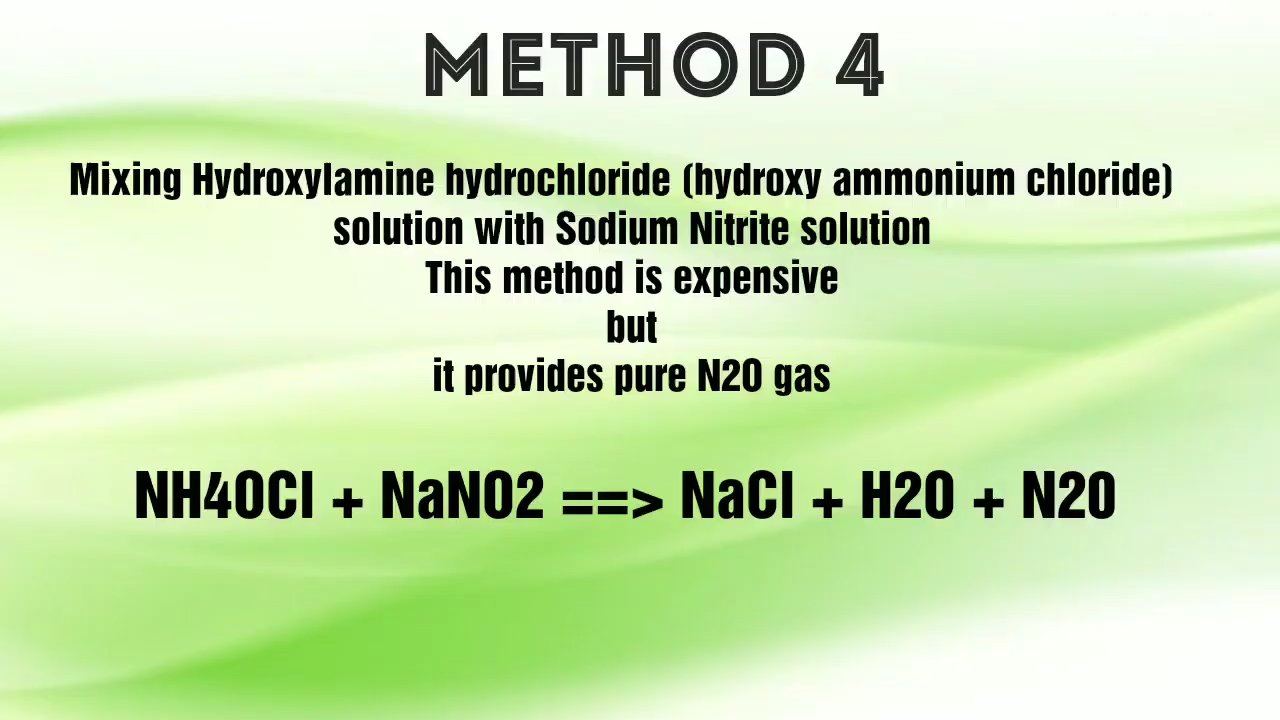 METHOD 4
Mixing Hydroxylamine hydrochloride (hydroxy ammonium chloride)
solution with Sodium Nitrite solution
This method is expensive
but
it provides pure N2O gas
NH4OCl + NaNO2 ==> NaCl + H2O + N2O